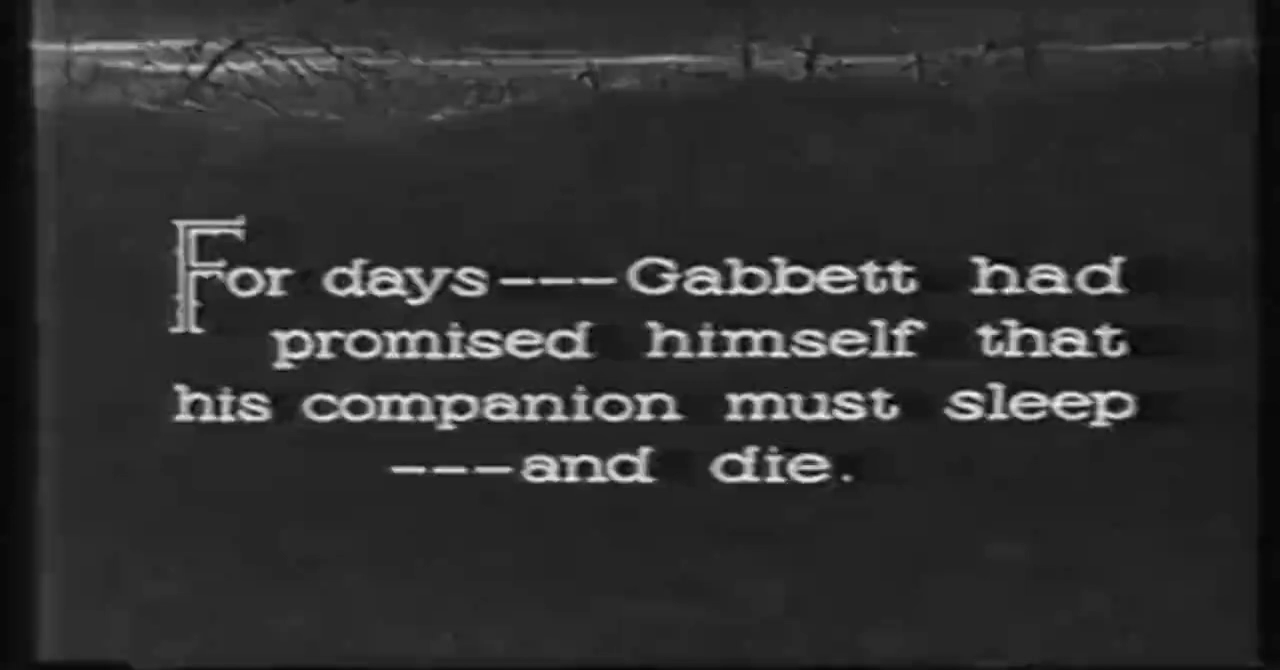 For days---Gabbett had
promised himself that
his companion must sleep
---and die.